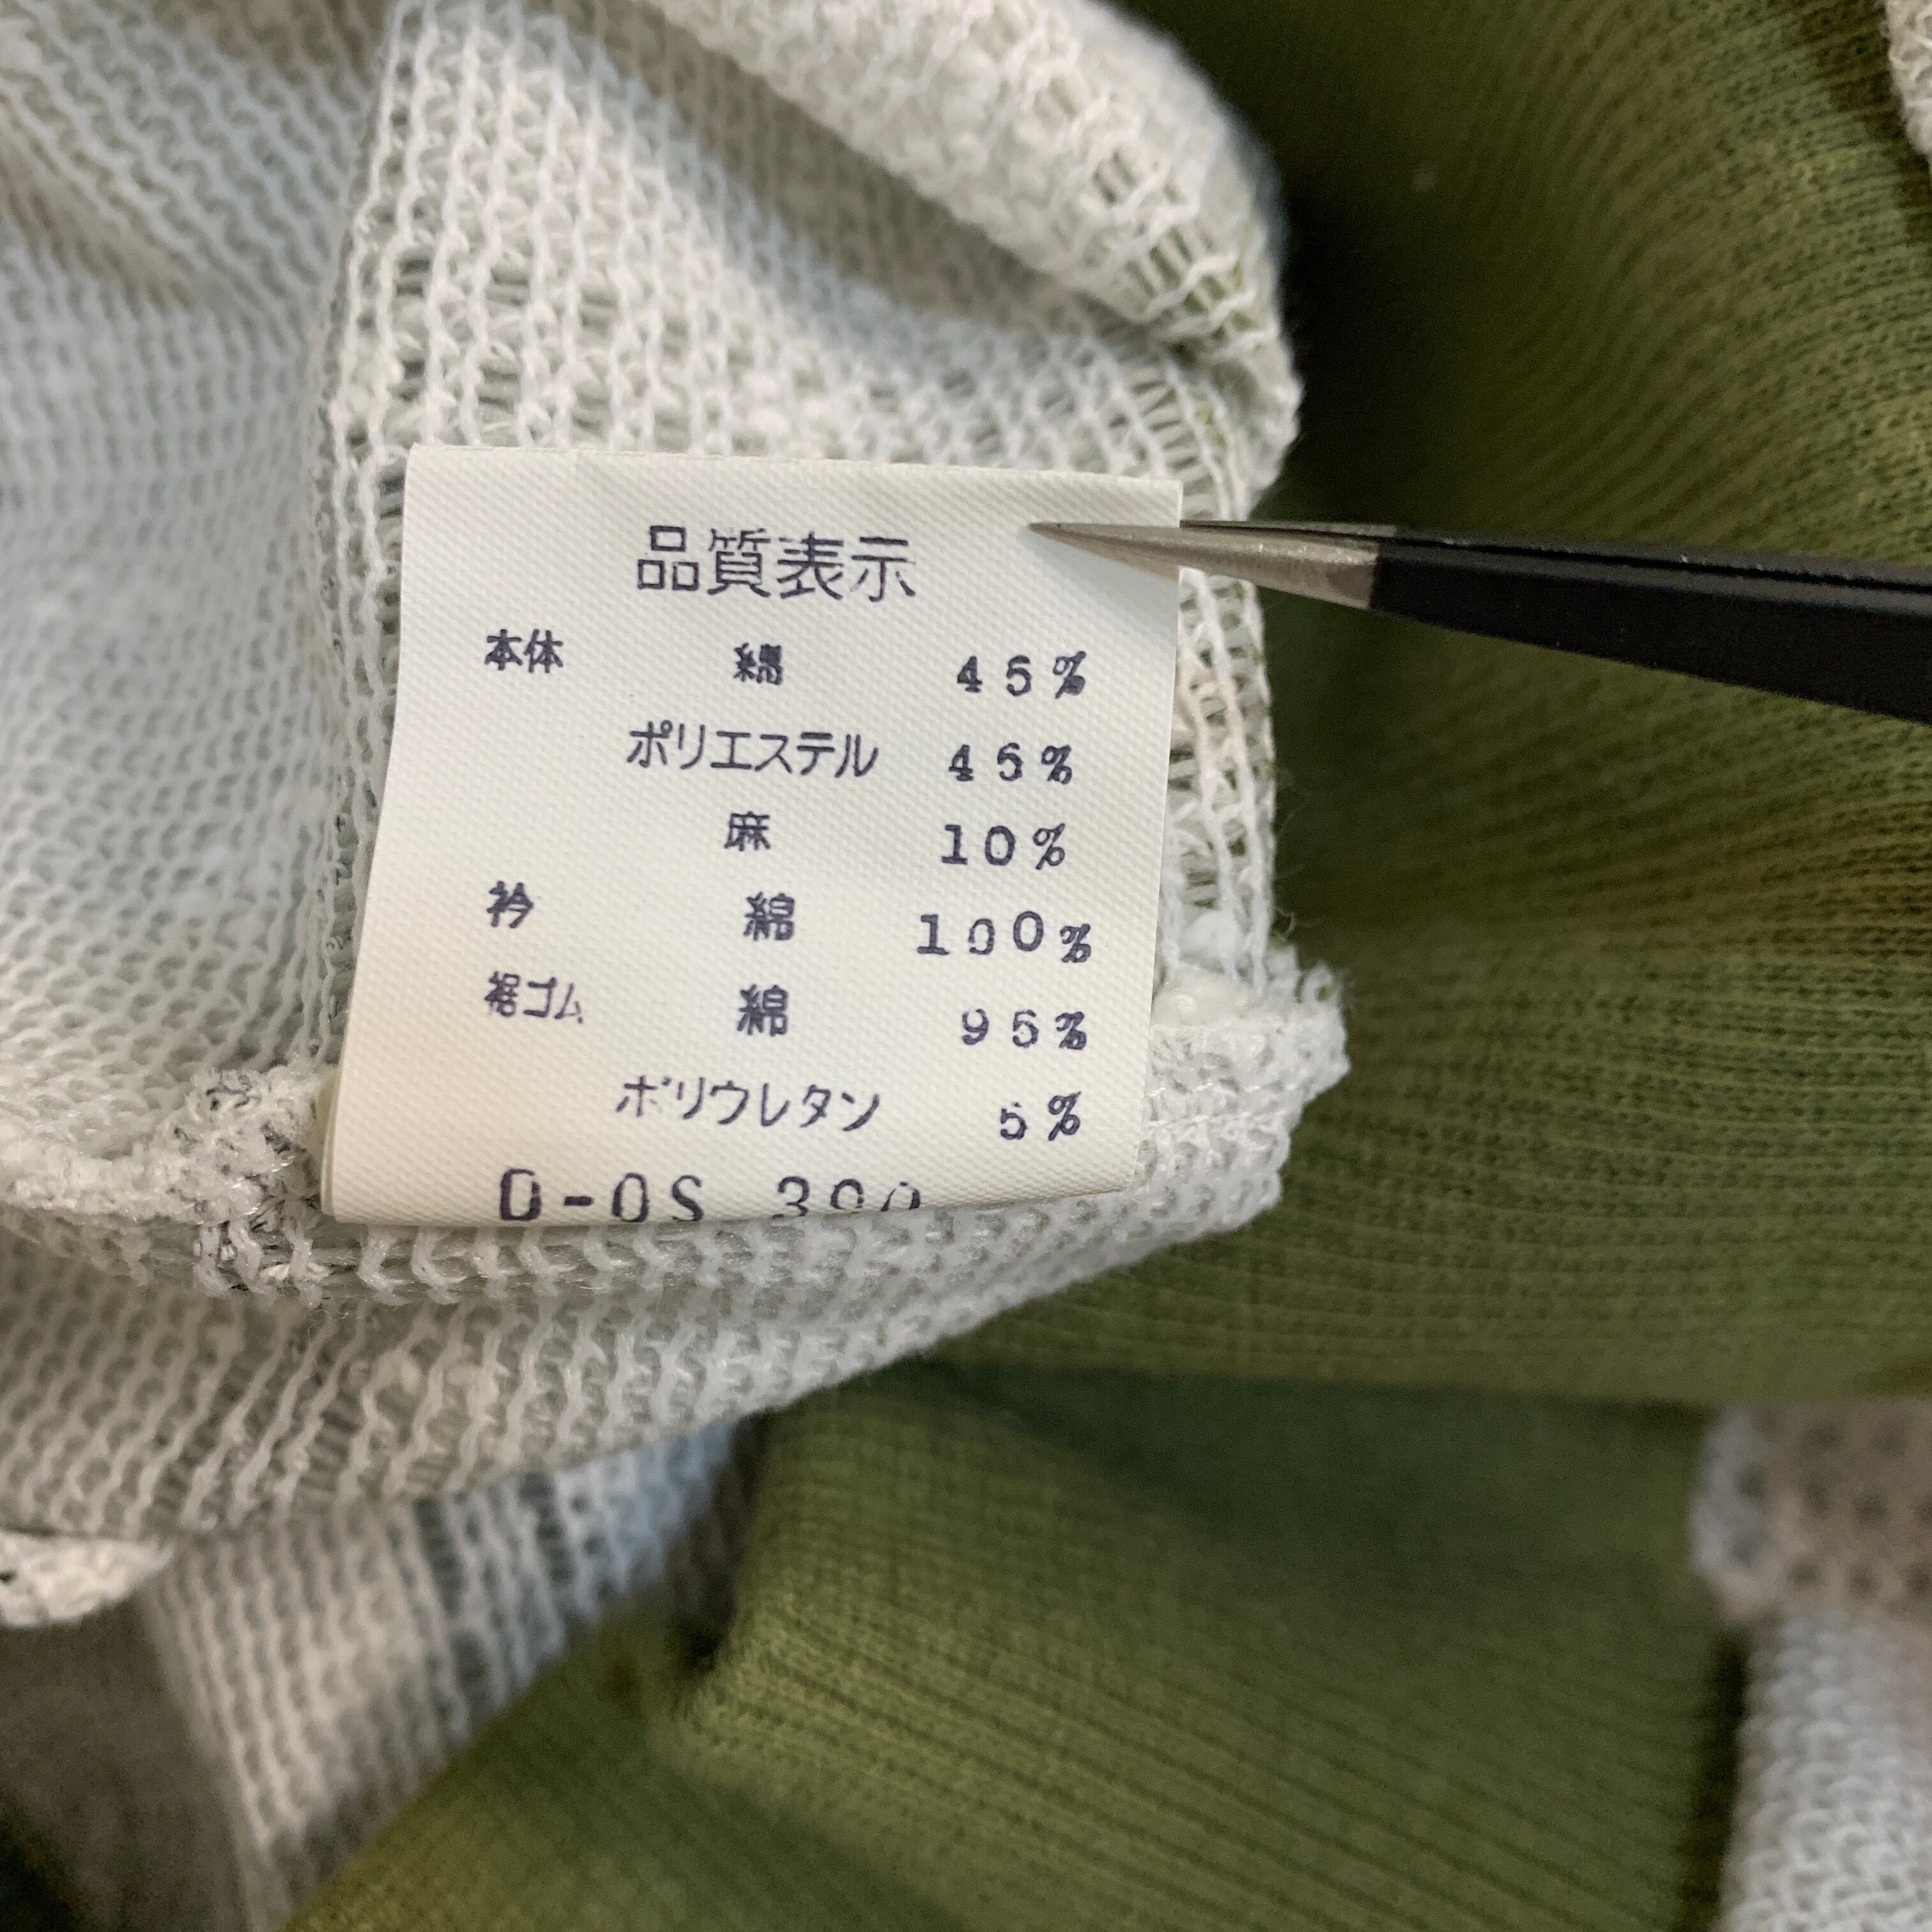 品質表示
本体 綿 45%
ポリエステル 45%
麻 10%
衿 綿 100%
裾ゴム 綿 95%
ポリウレタン 5%
D-0S